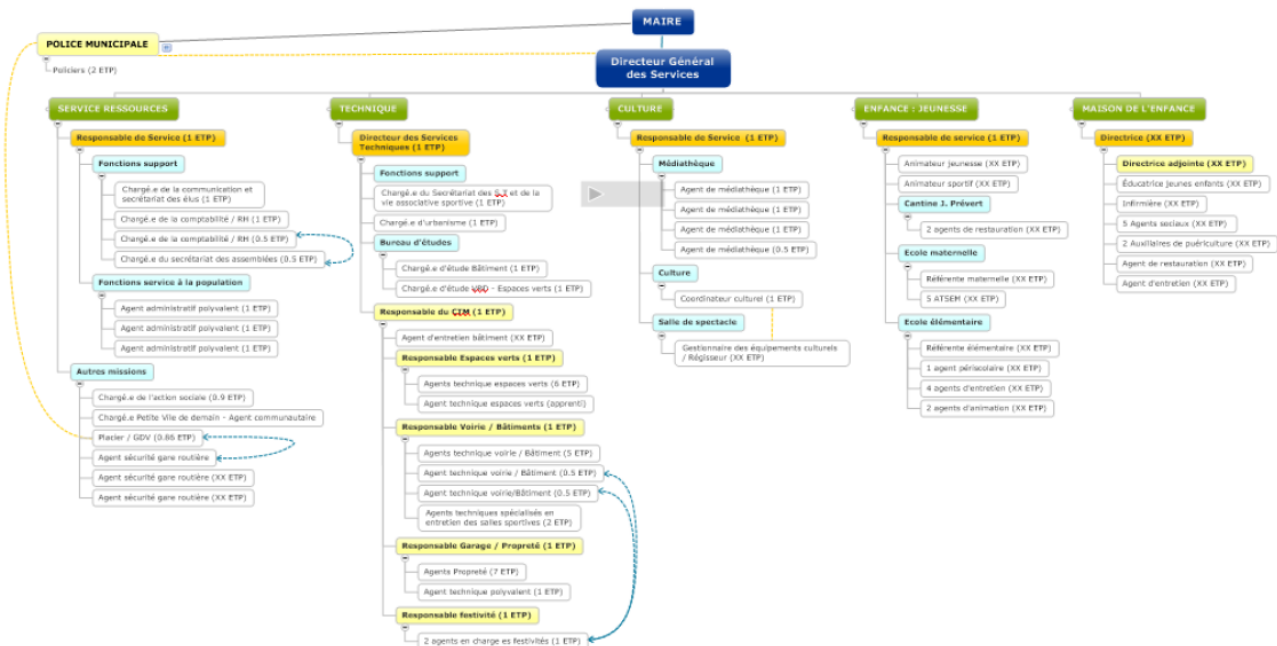 MAIRE
POLICE MUNICIPALE
Policiers (2 ETP)
Directeur Général
des Services
SERVICE RESSOURCES
Responsable de Service (1 ETP)
Fonctions support
Chargé.e de la communication et
secrétariat des élus (1 ETP)
Chargé.e de la comptabilité / RH (1 ETP)
Chargé.e de la comptabilité / RH (0.5 ETP)
Chargé.e du secrétariat des assemblées (0.5 ETP)
Fonctions service à la population
Agent administratif polyvalent (1 ETP)
Agent administratif polyvalent (1 ETP)
Agent administratif polyvalent (1 ETP)
Autres missions
Chargé.e de l'action sociale (0.9 ETP)
Chargé.e Petite Vile de demain - Agent communautaire
Placier / GDV (0.86 ETP)
Agent sécurité gare routière
Agent sécurité gare routière (XX ETP)
Agent sécurité gare routière (XX ETP)
TECHNIQUE
Directeur des Services
Techniques (1 ETP)
Fonctions support
Chargé.e du Secrétariat des S.T et de la
vie associative sportive (1 ETP)
Chargé.e d'urbanisme (1 ETP)
Bureau d'études
Chargé.e d'étude Bâtiment (1 ETP)
Chargé.e d'étude VRD - Espaces verts (1 ETP)
Responsable du CTM (1 ETP)
Agent d'entretien bâtiment (XX ETP)
Responsable Espaces verts (1 ETP)
Agents technique espaces verts (6 ETP)
Agent technique espaces verts (apprenti)
Responsable Voirie / Bâtiments (1 ETP)
Agents technique voirie / Bâtiment (5 ETP)
Agent technique voirie / Bâtiment (0.5 ETP)
Agent technique voirie/Bâtiment (0.5 ETP)
Agents techniques spécialisés en
entretien des salles sportives (2 ETP)
Responsable Garage / Propreté (1 ETP)
Agents Propreté (7 ETP)
Agent technique polyvalent (1 ETP)
Responsable festivité (1 ETP)
2 agents en charge es festivités (1 ETP)
CULTURE
Responsable de Service (1 ETP)
Médiathèque
Agent de médiathèque (1 ETP)
Agent de médiathèque (1 ETP)
Agent de médiathèque (1 ETP)
Agent de médiathèque (0.5 ETP)
Culture
Coordinateur culturel (1 ETP)
Salle de spectacle
Gestionnaire des équipements culturels
/ Régisseur (XX ETP)
ENFANCE : JEUNESSE
Responsable de service (1 ETP)
Animateur jeunesse (XX ETP)
Animateur sportif (XX ETP)
Cantine J. Prévert
2 agents de restauration (XX ETP)
Ecole maternelle
Référente maternelle (XX ETP)
5 ATSEM (XX ETP)
Ecole élémentaire
Référente élémentaire (XX ETP)
1 agent périscolaire (XX ETP)
4 agents d'entretien (XX ETP)
2 agents d'animation (XX ETP)
MAISON DE L'ENFANCE
Directrice (XX ETP)
Directrice adjointe (XX ETP)
Éducatrice jeunes enfants (XX ETP)
Infirmière (XX ETP)
5 Agents sociaux (XX ETP)
2 Auxillaires de puériculture (XX ETP)
Agent de restauration (XX ETP)
Agent d'entretien (XX ETP)